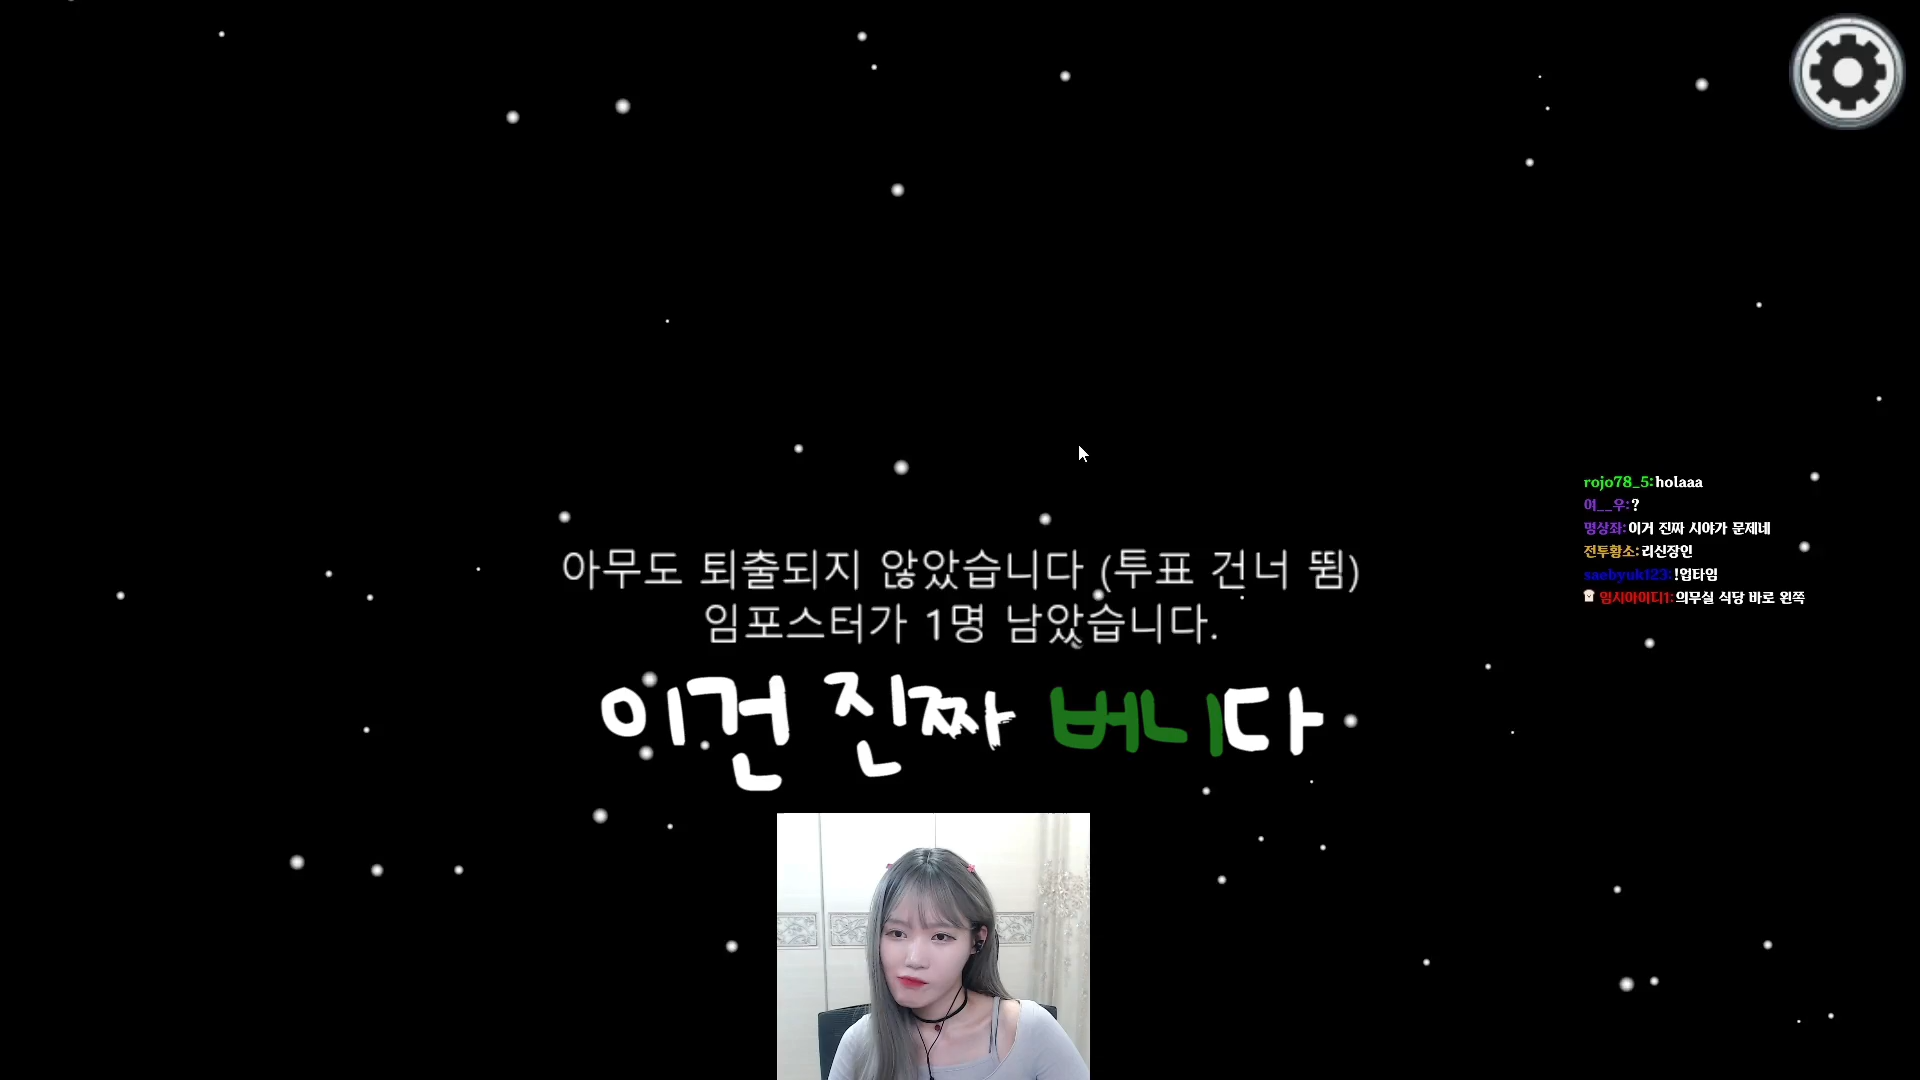 아무도 퇴출되지 않았습니다 (투표 건너 뜀)
임포스터가 1명 남았습니다.
이건 진짜 버니다
rojo78_5: holaaa
여__우: ?
명상좌: 이거 진짜 시야가 문제네
전투황소: 리신장인
saebyuk123: !업타임
임시아이디1: 의무실 식당 바로 왼쪽